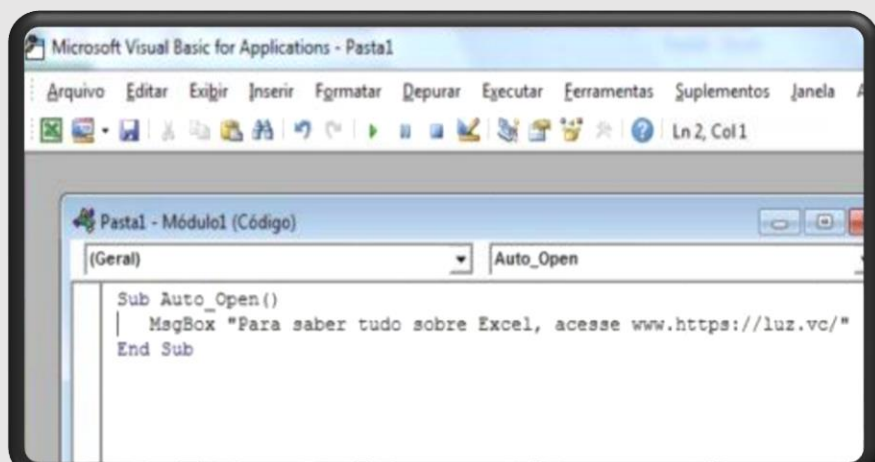 Microsoft Visual Basic for Applications - Pasta1
Arquivo Editar Exibir Inserir Formatar Depurar Executar Ferramentas Suplementos Janela A
Ln 2, Col 1
Pasta1 - Módulo1 (Código)
(Geral) Auto_Open
Sub Auto_Open()
MsgBox "Para saber tudo sobre Excel, acesse www.https://luz.vc/"
End Sub